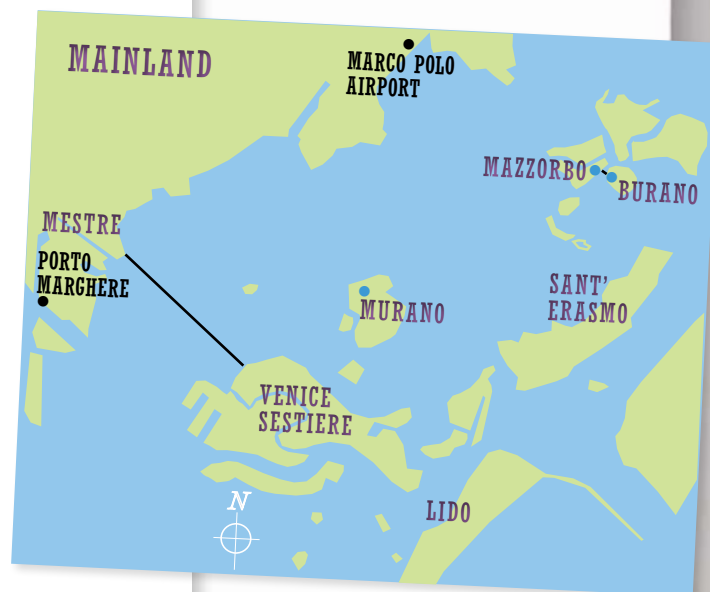 MAINLAND
MARCO POLO
AIRPORT
MAZZORBO
BURANO
MESTRE
PORTO
MARGHERE
SANT'
ERASMO
MURANO
VENICE
SESTIERE
N
LIDO